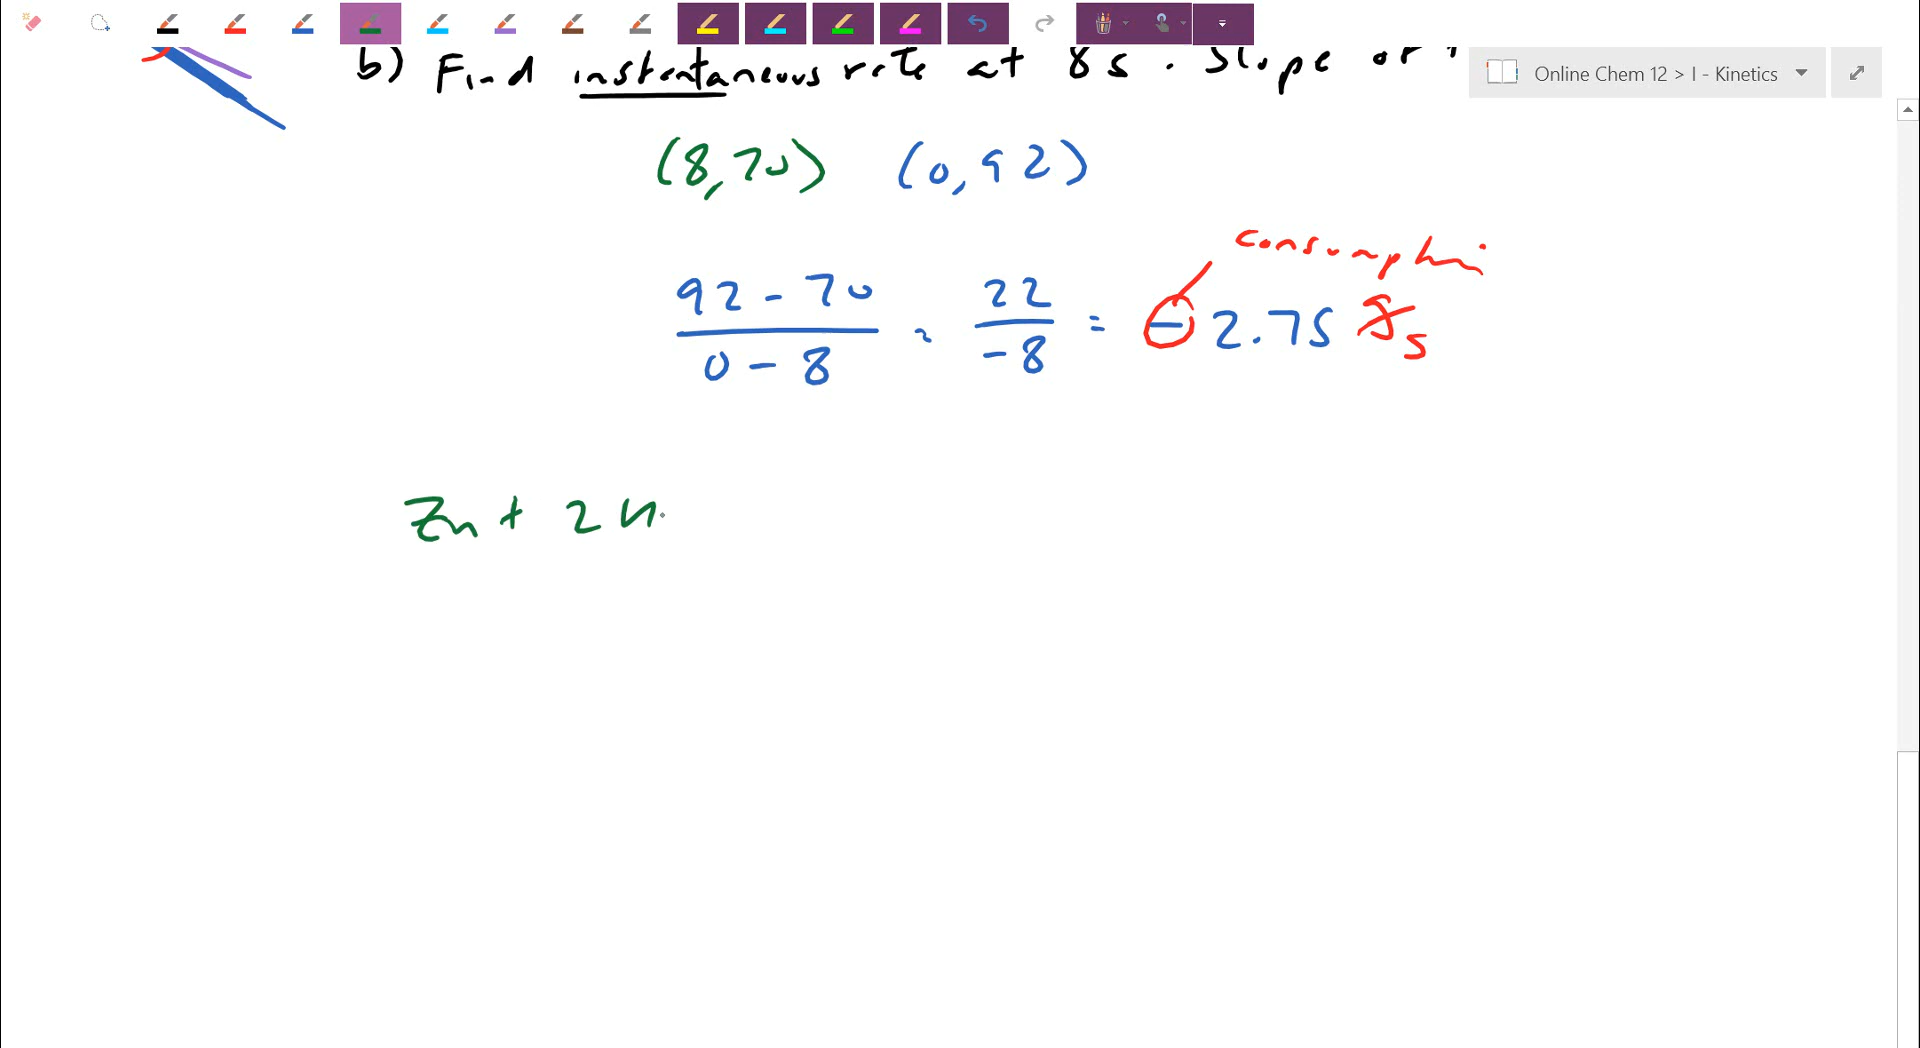 b) Find instantaneous rate at 8s. Slope of
Online Chem 12 > I - Kinetics
(8,70) (0,92)
consumption
92 - 70 / 0 - 8 = 22 / -8 = - 2.75 g/s
Zn + 2 H